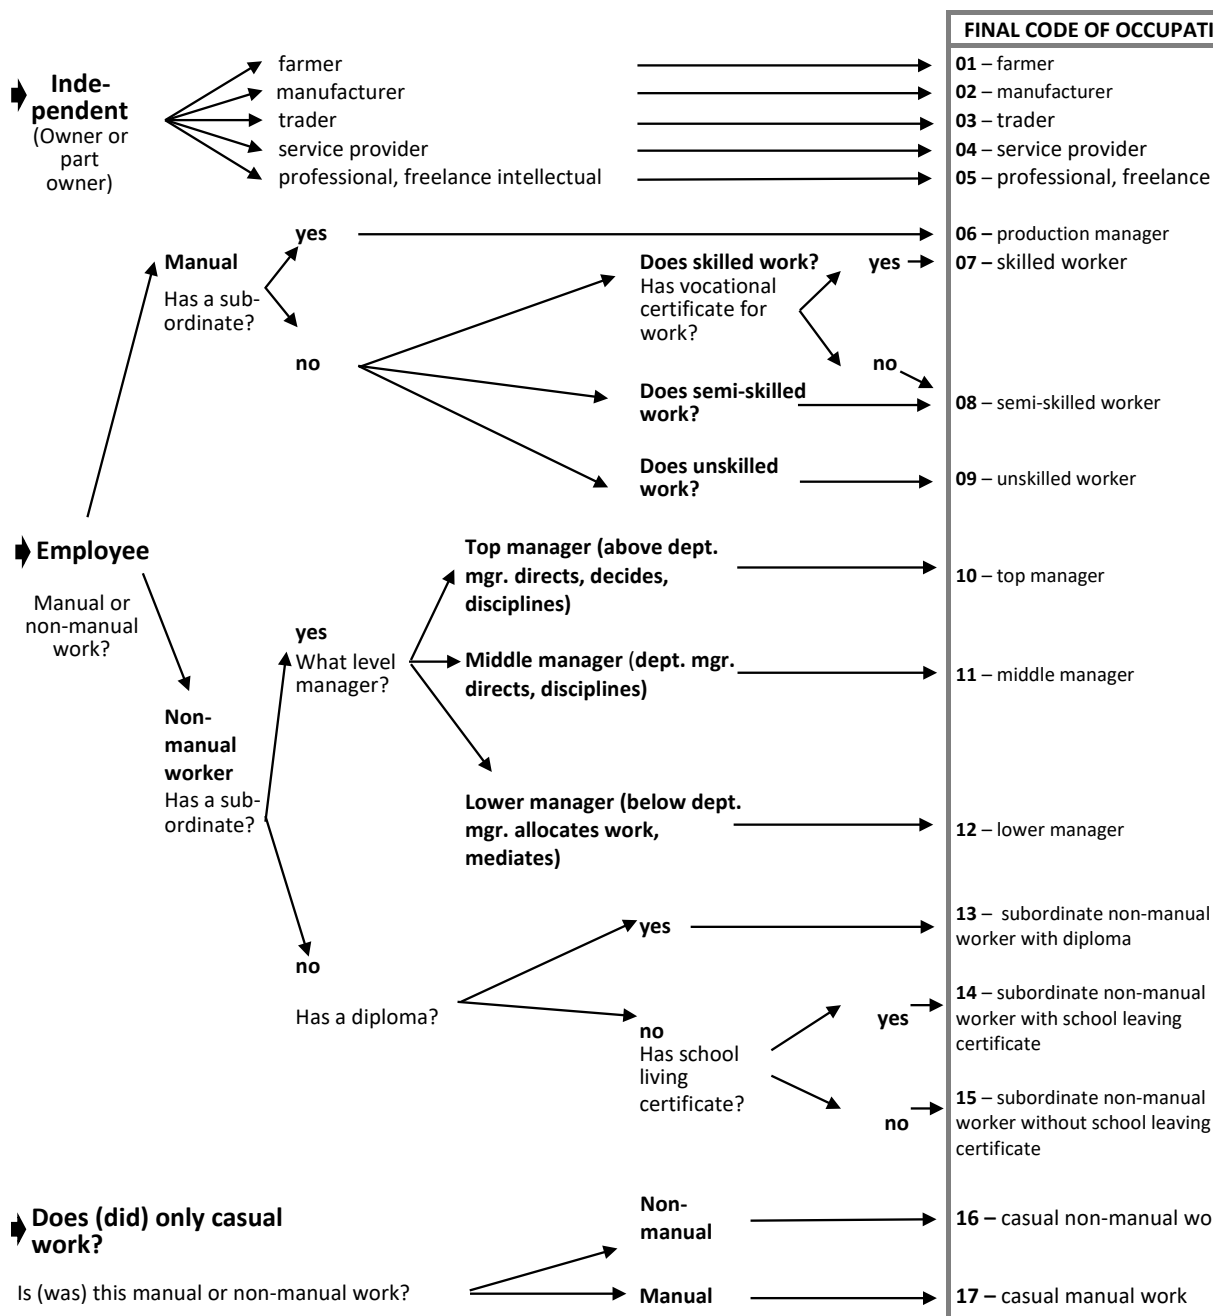 FINAL CODE OF OCCUPATI
Inde-
pendent
(Owner or
part
owner)
farmer
manufacturer
trader
service provider
professional, freelance intellectual
01 – farmer
02 – manufacturer
03 – trader
04 – service provider
05 – professional, freelance
yes
06 – production manager
Manual
Has a sub-
ordinate?
no
Does skilled work?
Has vocational
certificate for
work?
yes
07 – skilled worker
no
Does semi-skilled
work?
08 – semi-skilled worker
Does unskilled
work?
09 – unskilled worker
Employee
Manual or
non-manual
work?
Top manager (above dept.
mgr. directs, decides,
disciplines)
10 – top manager
yes
What level
manager?
Middle manager (dept. mgr.
directs, disciplines)
11 – middle manager
Non-
manual
worker
Has a sub-
ordinate?
Lower manager (below dept.
mgr. allocates work,
mediates)
12 – lower manager
no
Has a diploma?
yes
13 – subordinate non-manual
worker with diploma
no
Has school
living
certificate?
yes
14 – subordinate non-manual
worker with school leaving
certificate
no
15 – subordinate non-manual
worker without school leaving
certificate
Does (did) only casual
work?
Is (was) this manual or non-manual work?
Non-
manual
16 – casual non-manual wo
Manual
17 – casual manual work